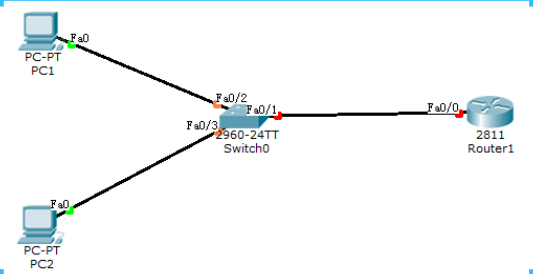 Fa0
PC-PT
PC1
Fa0/2
Fa0/1
Fa0/3
2960-24TT
Switch0
Fa0/0
2811
Router1
Fa0
PC-PT
PC2